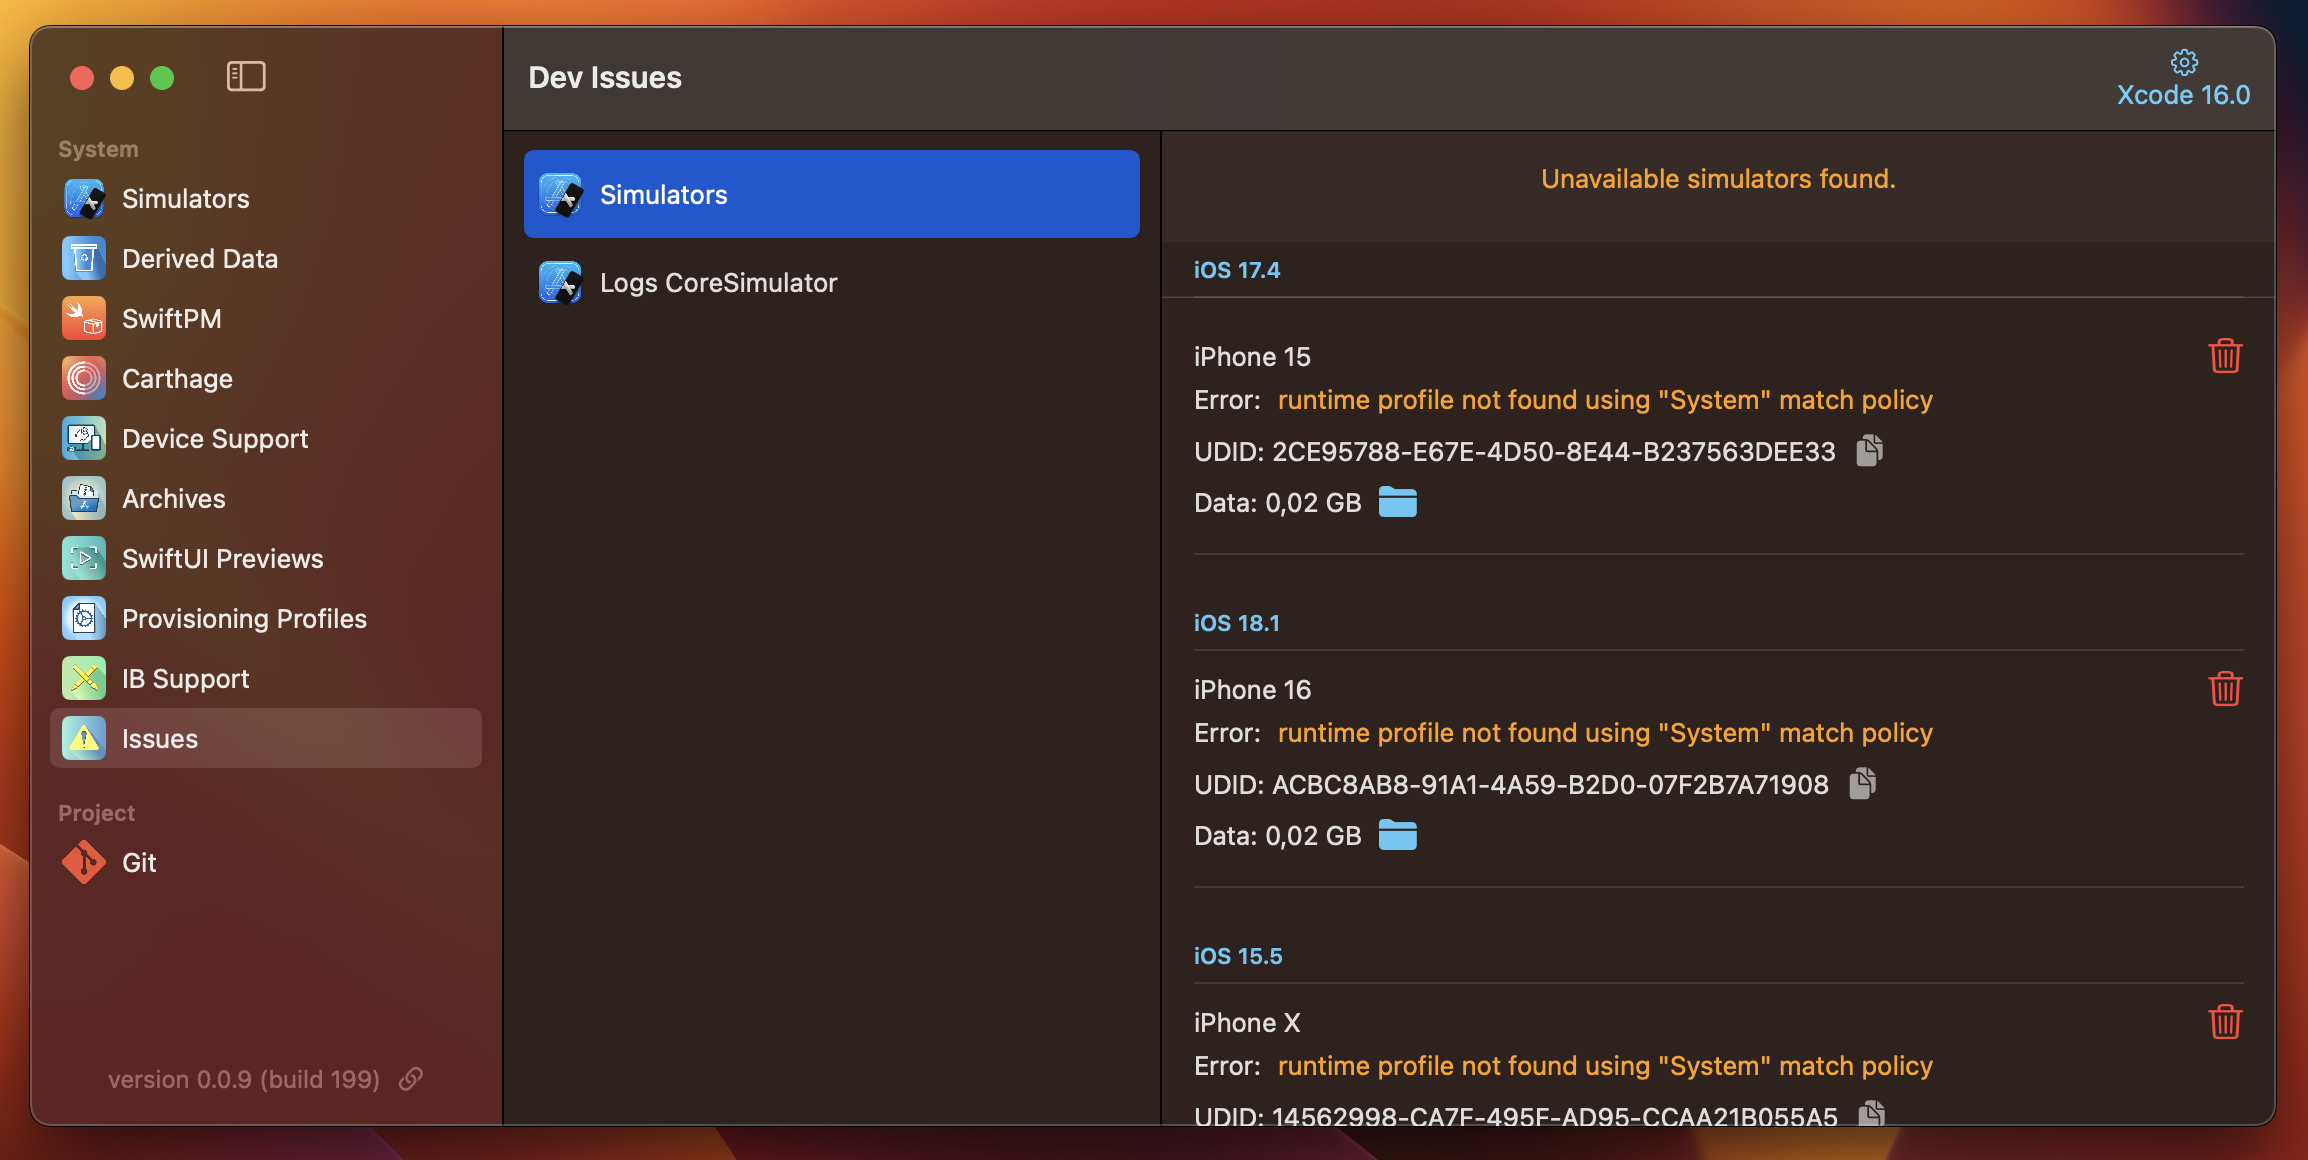 System
Simulators
Derived Data
SwiftPM
Carthage
Device Support
Archives
SwiftUI Previews
Provisioning Profiles
IB Support
Issues
Project
Git
version 0.0.9 (build 199)
Dev Issues
Xcode 16.0
Simulators
Logs CoreSimulator
Unavailable simulators found.
iOS 17.4
iPhone 15
Error: runtime profile not found using "System" match policy
UDID: 2CE95788-E67E-4D50-8E44-B237563DEE33
Data: 0,02 GB
iOS 18.1
iPhone 16
Error: runtime profile not found using "System" match policy
UDID: ACBC8AB8-91A1-4A59-B2D0-07F2B7A71908
Data: 0,02 GB
iOS 15.5
iPhone X
Error: runtime profile not found using "System" match policy
UDID: 14562998-CA7F-495F-AD95-CCAA21B055A5